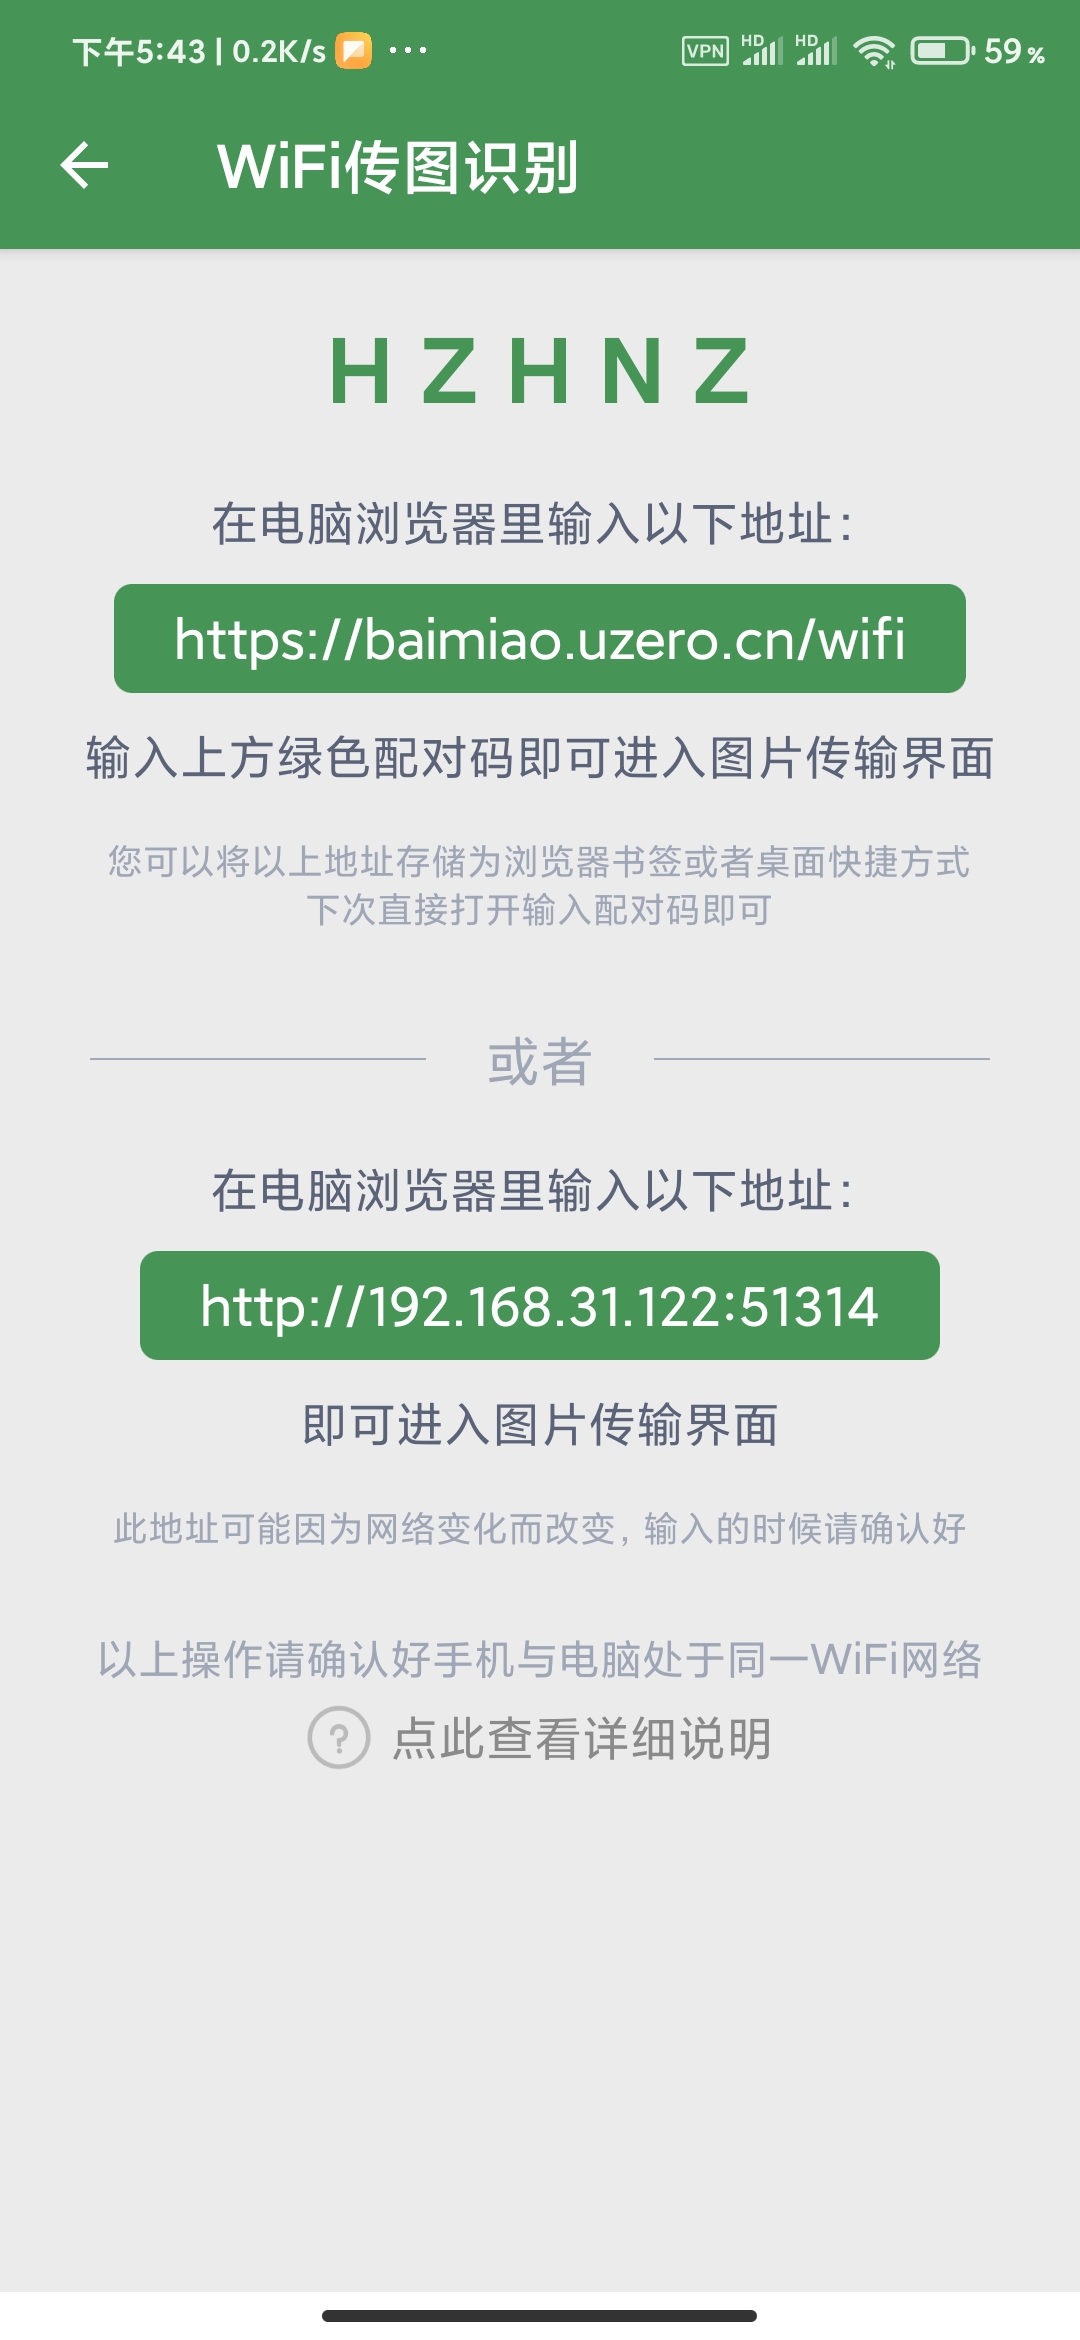 下午5:43 | 0.2K/s ...
VPN HD HD 59%
WiFi传图识别
HZHNZ
在电脑浏览器里输入以下地址：
https://baimiao.uzero.cn/wifi
输入上方绿色配对码即可进入图片传输界面
您可以将以上地址存储为浏览器书签或者桌面快捷方式
下次直接打开输入配对码即可
或者
在电脑浏览器里输入以下地址：
http://192.168.31.122:51314
即可进入图片传输界面
此地址可能因为网络变化而改变，输入的时候请确认好
以上操作请确认好手机与电脑处于同一WiFi网络
? 点此查看详细说明